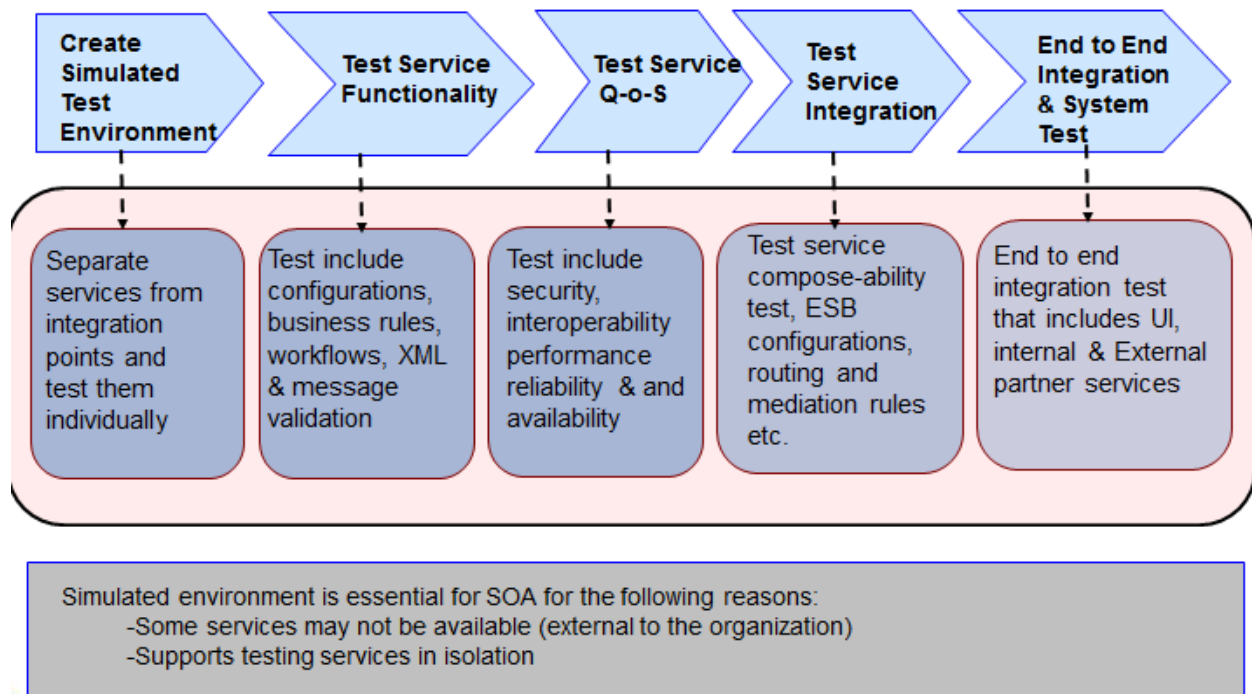 Create
Simulated
Test
Environment
Test Service
Functionality
Test Service
Q-o-S
Test
Service
Integration
End to End
Integration
& System
Test
Separate
services from
integration
points and
test them
individually
Test include
configurations,
business rules,
workflows, XML
& message
validation
Test include
security,
interoperability
performance
reliability & and
availability
Test service
compose-ability
test, ESB
configurations,
routing and
mediation rules
etc.
End to end
integration test
that includes UI,
internal & External
partner services
Simulated environment is essential for SOA for the following reasons:
-Some services may not be available (external to the organization)
-Supports testing services in isolation